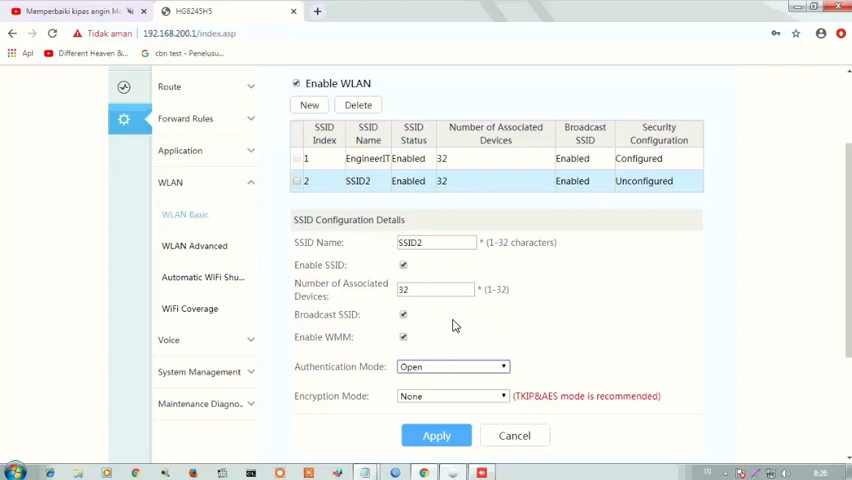 Memperbaiki kipas angin M
HG8245H5
Tidak aman
192.168.200.1/index.asp
Apl
Different Heaven &...
cbn test - Penelusu...
Route
Forward Rules
Application
WLAN
WLAN Basic
WLAN Advanced
Automatic WiFi Shu...
WiFi Coverage
Voice
System Management
Maintenance Diagno...
Enable WLAN
New
Delete
SSID Index
SSID Name
SSID Status
Number of Associated Devices
Broadcast SSID
Security Configuration
1 EngineerIT Enabled 32 Enabled Configured
2 SSID2 Enabled 32 Enabled Unconfigured
SSID Configuration Details
SSID Name: SSID2 * (1-32 characters)
Enable SSID:
Number of Associated
Devices:
32 * (1-32)
Broadcast SSID:
Enable WMM:
Authentication Mode: Open
Encryption Mode: None (TKIP&AES mode is recommended)
Apply
Cancel
IN
8:26